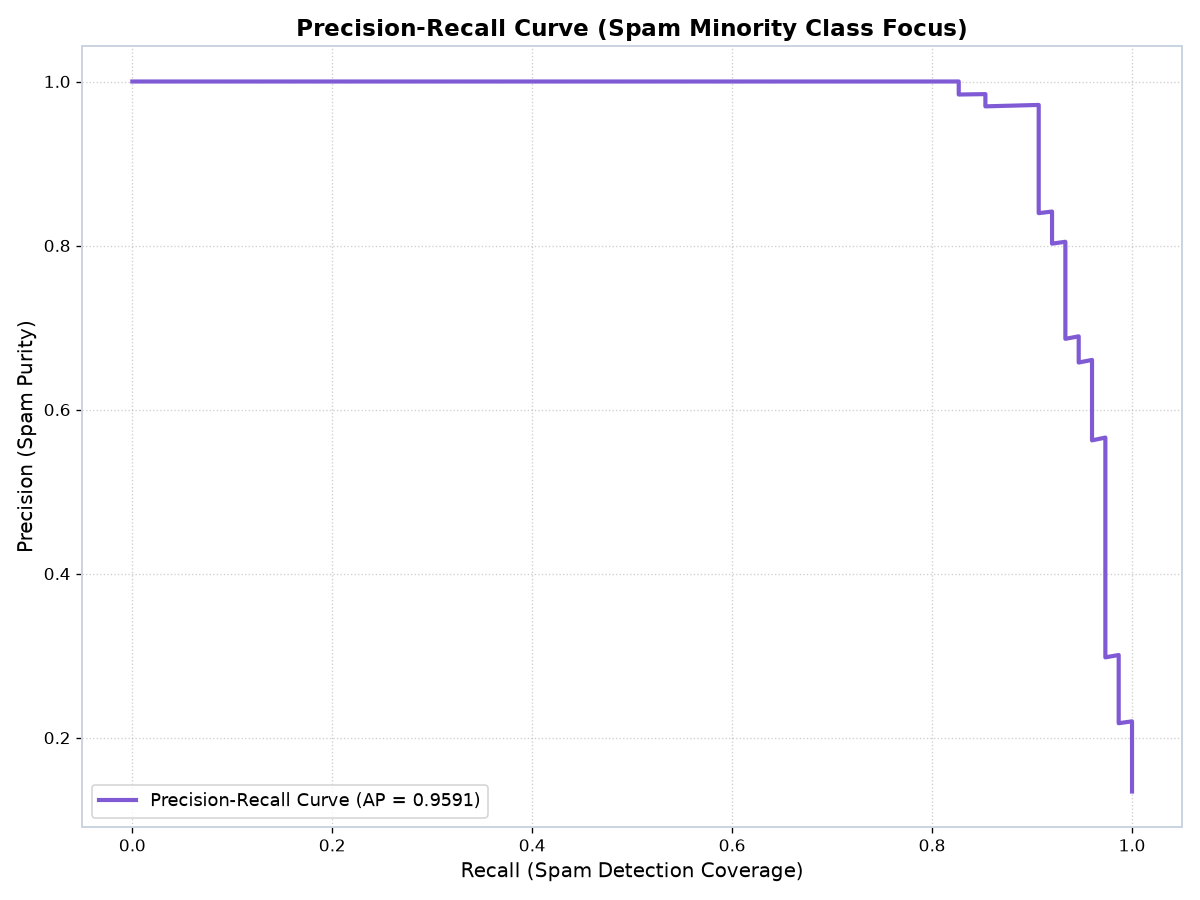 Precision-Recall Curve (Spam Minority Class Focus)
Precision (Spam Purity)
1.0
0.8
0.6
0.4
0.2
Precision-Recall Curve (AP = 0.9591)
0.0 0.2 0.4 0.6 0.8 1.0
Recall (Spam Detection Coverage)